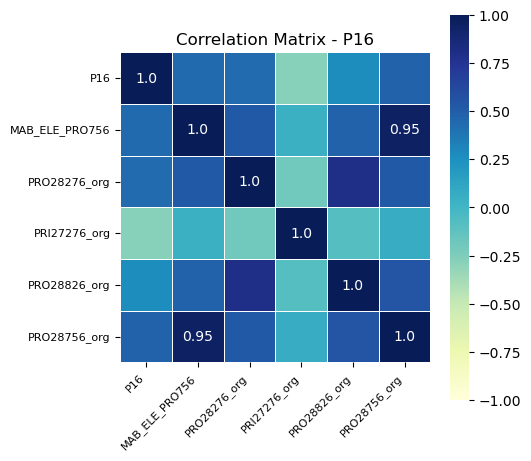 Correlation Matrix - P16
P16
MAB_ELE_PRO756
PRO28276_org
PRI27276_org
PRO28826_org
PRO28756_org
1.0
1.0 0.95
1.0
1.0
1.0
0.95 1.0
P16
MAB_ELE_PRO756
PRO28276_org
PRI27276_org
PRO28826_org
PRO28756_org
1.00
0.75
0.50
0.25
0.00
−0.25
−0.50
−0.75
−1.00